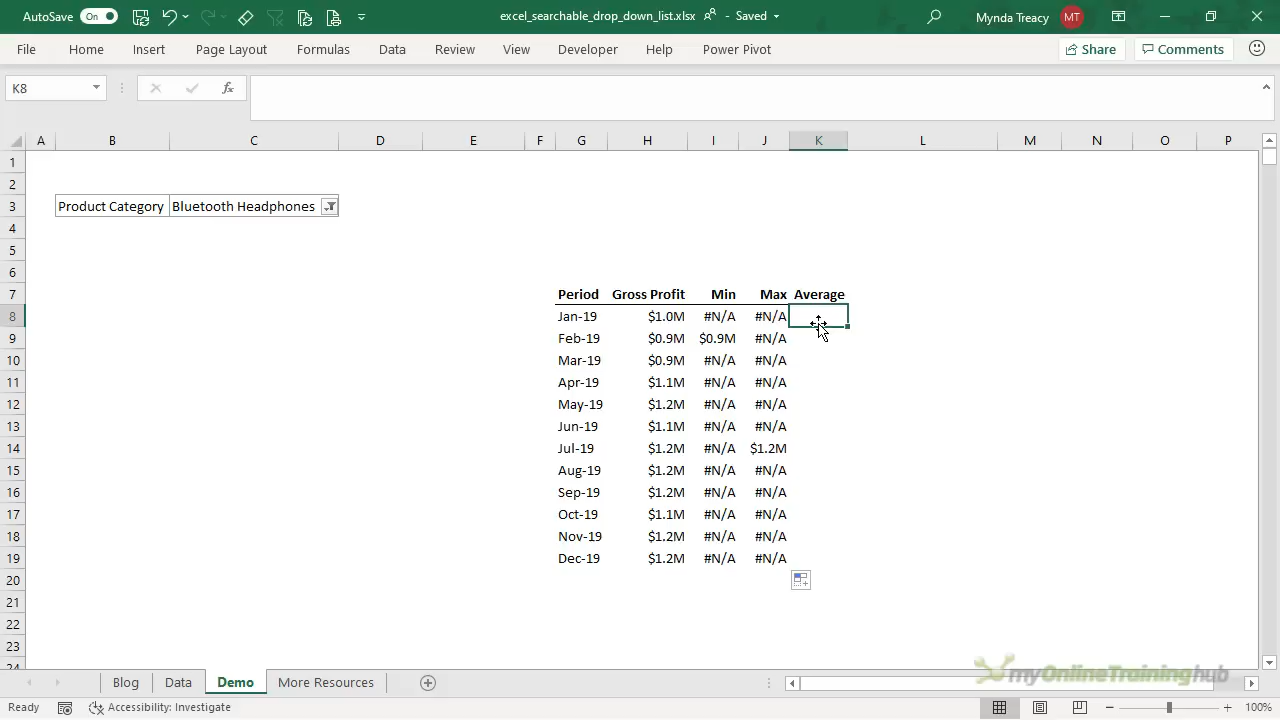 AutoSave On excel_searchable_drop_down_list.xlsx - Saved Mynda Treacy MT
File Home Insert Page Layout Formulas Data Review View Developer Help Power Pivot Share Comments
K8 fx
A B C D E F G H I J K L M N O P
1
2
3 Product Category Bluetooth Headphones
4
5
6
7 Period Gross Profit Min Max Average
8 Jan-19 $1.0M #N/A #N/A
9 Feb-19 $0.9M $0.9M #N/A
10 Mar-19 $0.9M #N/A #N/A
11 Apr-19 $1.1M #N/A #N/A
12 May-19 $1.2M #N/A #N/A
13 Jun-19 $1.1M #N/A #N/A
14 Jul-19 $1.2M #N/A $1.2M
15 Aug-19 $1.2M #N/A #N/A
16 Sep-19 $1.2M #N/A #N/A
17 Oct-19 $1.1M #N/A #N/A
18 Nov-19 $1.2M #N/A #N/A
19 Dec-19 $1.2M #N/A #N/A
20
21
22
23
24
myOnlineTraininghub
Blog Data Demo More Resources
Ready Accessibility: Investigate 100%